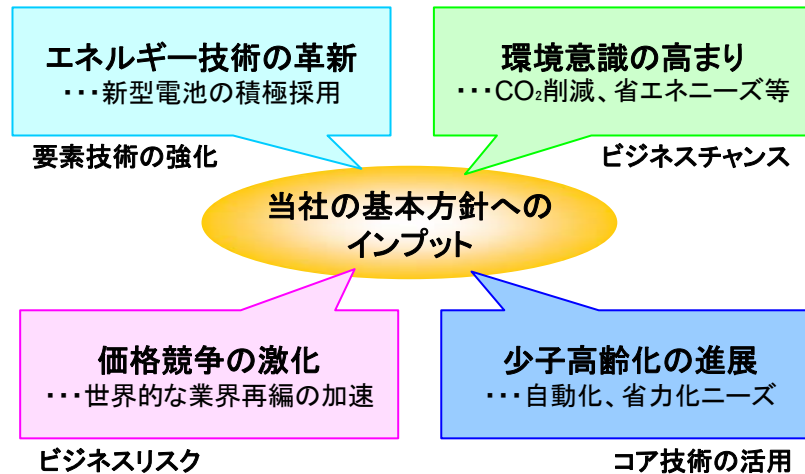 エネルギー技術の革新
･･･新型電池の積極採用
要素技術の強化
環境意識の高まり
･･･CO₂削減、省エネニーズ等
ビジネスチャンス
当社の基本方針への
インプット
価格競争の激化
･･･世界的な業界再編の加速
ビジネスリスク
少子高齢化の進展
･･･自動化、省力化ニーズ
コア技術の活用